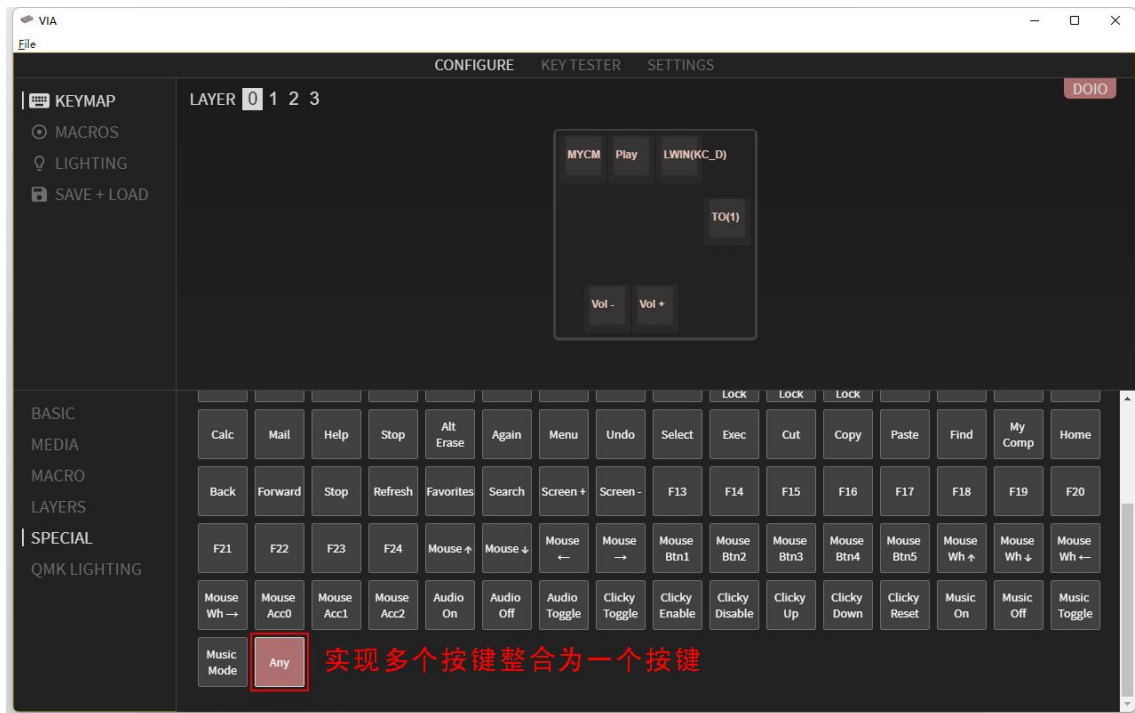 VIA
File
CONFIGURE KEY TESTER SETTINGS
KEYMAP
MACROS
LIGHTING
SAVE + LOAD
LAYER 0 1 2 3
DOIO
MYCM Play LWIN(KC_D)
TO(1)
Vol - Vol +
BASIC
MEDIA
MACRO
LAYERS
SPECIAL
QMK LIGHTING
Lock Lock Lock
Calc Mail Help Stop Alt Erase Again Menu Undo Select Exec Cut Copy Paste Find My Comp Home
Back Forward Stop Refresh Favorites Search Screen + Screen - F13 F14 F15 F16 F17 F18 F19 F20
F21 F22 F23 F24 Mouse ↑ Mouse ↓ Mouse ← Mouse → Mouse Btn1 Mouse Btn2 Mouse Btn3 Mouse Btn4 Mouse Btn5 Mouse Wh ↑ Mouse Wh ↓ Mouse Wh ←
Mouse Wh → Mouse Acc0 Mouse Acc1 Mouse Acc2 Audio On Audio Off Audio Toggle Clicky Toggle Clicky Enable Clicky Disable Clicky Up Clicky Down Clicky Reset Music On Music Off Music Toggle
Music Mode Any 实现多个按键整合为一个按键